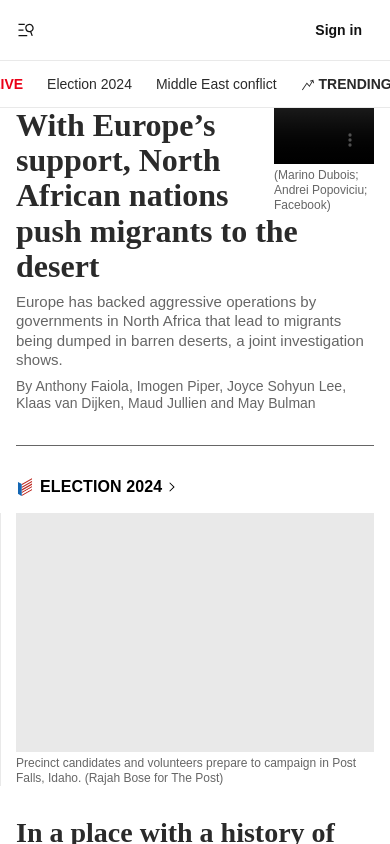 Sign in
IVE
Election 2024
Middle East conflict
TRENDING
With Europe’s
support, North
African nations
push migrants to the
desert
(Marino Dubois;
Andrei Popoviciu;
Facebook)
Europe has backed aggressive operations by
governments in North Africa that lead to migrants
being dumped in barren deserts, a joint investigation
shows.
By Anthony Faiola, Imogen Piper, Joyce Sohyun Lee,
Klaas van Dijken, Maud Jullien and May Bulman
ELECTION 2024
Precinct candidates and volunteers prepare to campaign in Post
Falls, Idaho. (Rajah Bose for The Post)
In a place with a history of